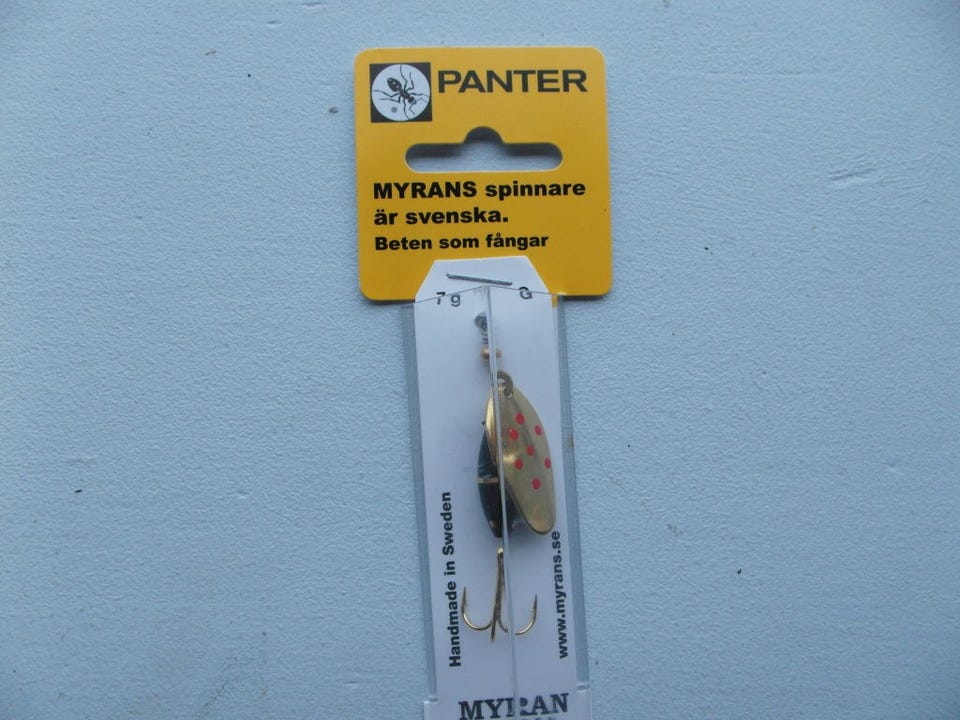 PANTER
®
MYRANS spinnare
är svenska.
Beten som fångar
7 g G
Handmade in Sweden
www.myrans.se
MYRAN